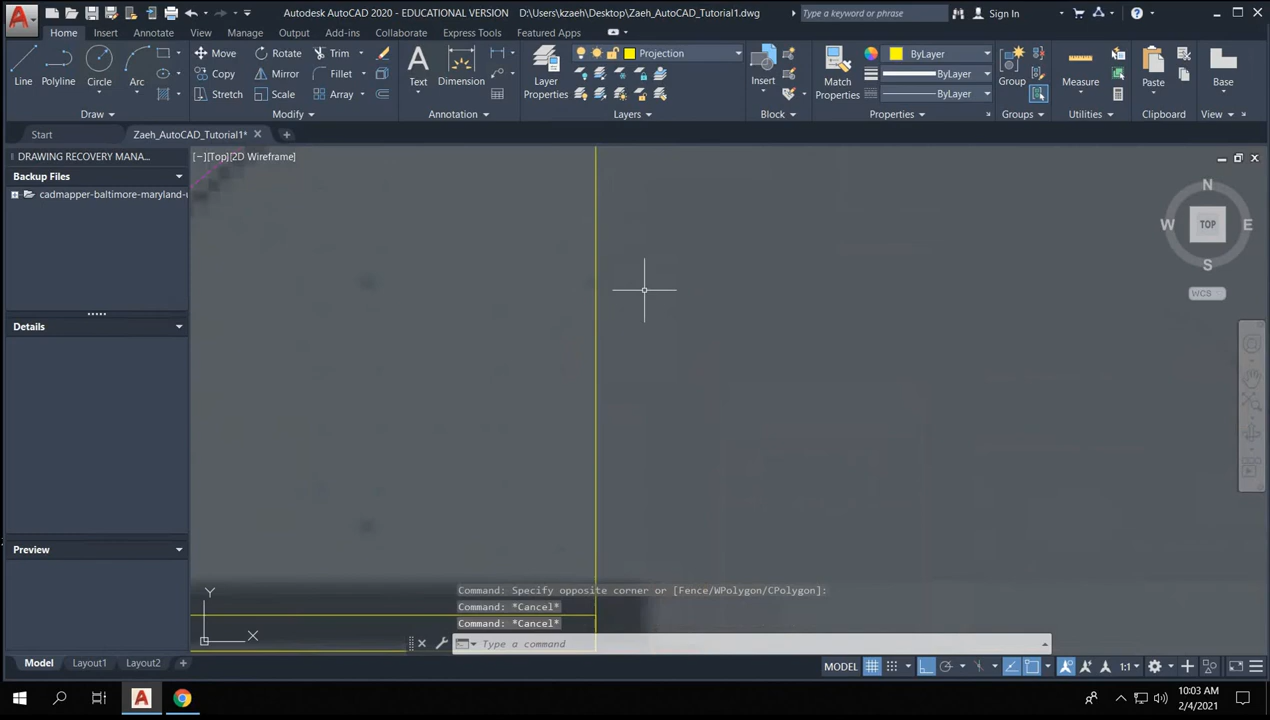 Autodesk AutoCAD 2020 - EDUCATIONAL VERSION D:\Users\kzaeh\Desktop\Zaeh_AutoCAD_Tutorial1.dwg
Type a keyword or phrase
Sign In
Home Insert Annotate View Manage Output Add-ins Collaborate Express Tools Featured Apps
Line
Polyline
Circle
Arc
Move
Rotate
Trim
Copy
Mirror
Fillet
Stretch
Scale
Array
Text
Dimension
Layer
Properties
Projection
Insert
Match
Properties
ByLayer
ByLayer
ByLayer
Group
Measure
Paste
Base
Draw
Modify
Annotation
Layers
Block
Properties
Groups
Utilities
Clipboard
View
Start
Zaeh_AutoCAD_Tutorial1*
DRAWING RECOVERY MANA...
Backup Files
cadmapper-baltimore-maryland-u
Details
Preview
[−][Top][2D Wireframe]
N
W
TOP
E
S
WCS
Y
X
Command: Specify opposite corner or [Fence/WPolygon/CPolygon]:
Command: *Cancel*
Command: *Cancel*
Type a command
Model
Layout1
Layout2
MODEL
1:1
10:03 AM
2/4/2021